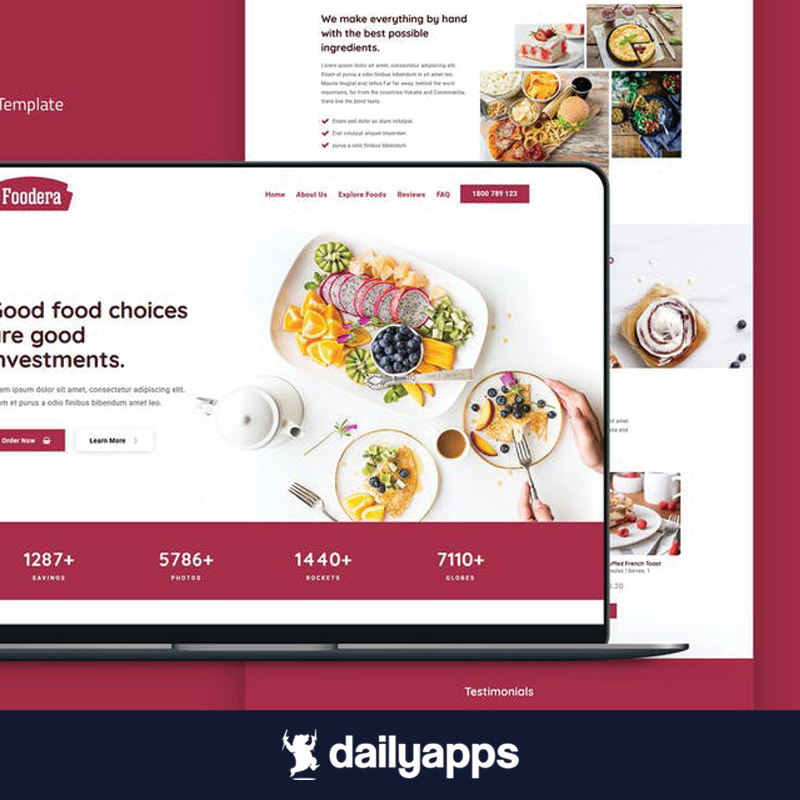 We make everything by hand
with the best possible
ingredients.
Lorem ipsum dolor sit amet, consectetur adipiscing elit.
Etiam et purus a odio finibus bibendum in sit amet leo.
Mauris feugiat erat tellus.Far far away, behind the word
mountains, far from the countries Vokalia and Consonantia,
there live the blind texts.
Etiam sed dolor ac diam volutpat.
Erat volutpat aliquet imperdiet.
purus a odio finibus bibendum.
Template
Foodera
Home About Us Explore Foods Reviews FAQ 1800 789 123
Good food choices
are good
nvestments.
em ipsum dolor sit amet, consectetur adipiscing elit.
m et purus a odio finibus bibendum amet leo.
Order Now Learn More
sit amet
1287+ 5786+ 1440+ 7110+
SAVINGS PHOTOS ROCKETS GLOBES
uffed French Toast
Serves: 1
.20
Testimonials
dailyapps